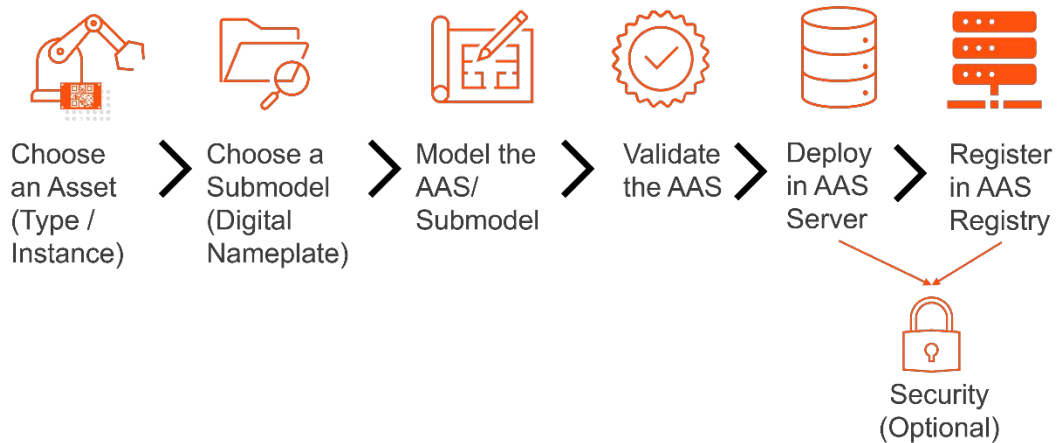 Choose
an Asset
(Type /
Instance)
Choose a
Submodel
(Digital
Nameplate)
Model the
AAS/
Submodel
Validate
the AAS
Deploy
in AAS
Server
Register
in AAS
Registry
Security
(Optional)